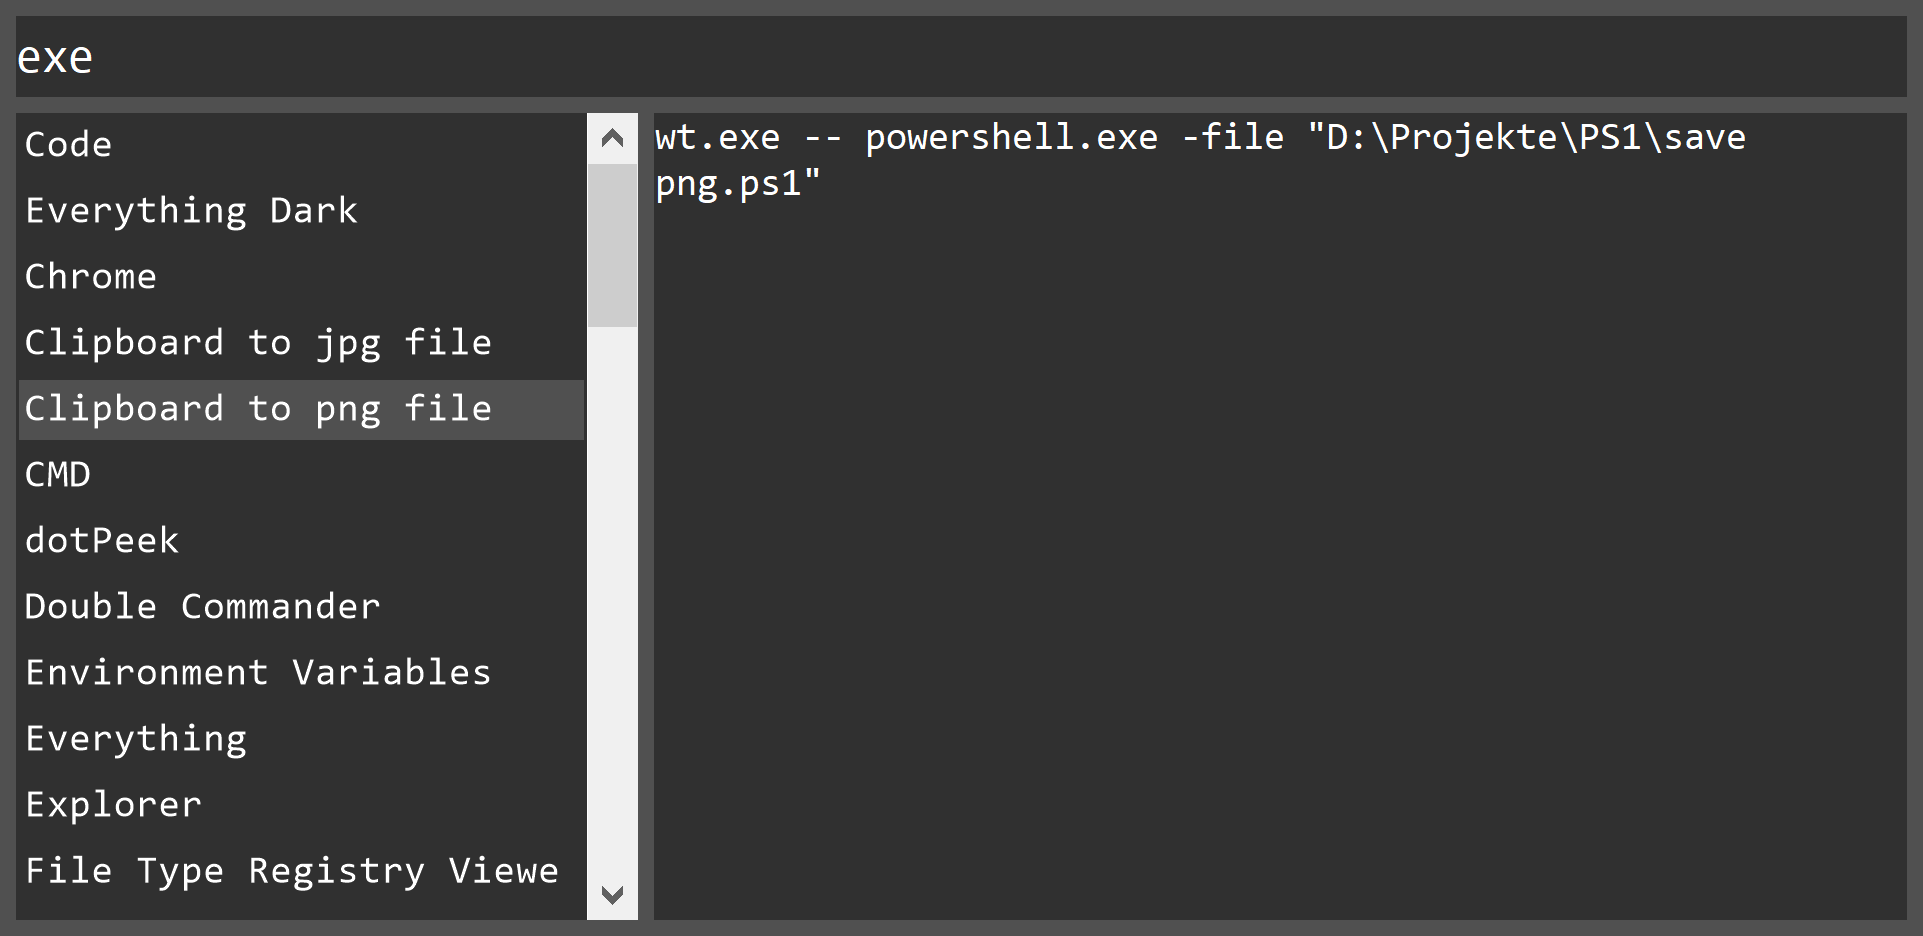 exe
Code
Everything Dark
Chrome
Clipboard to jpg file
Clipboard to png file
CMD
dotPeek
Double Commander
Environment Variables
Everything
Explorer
File Type Registry Viewe
wt.exe -- powershell.exe -file "D:\Projekte\PS1\save
png.ps1"